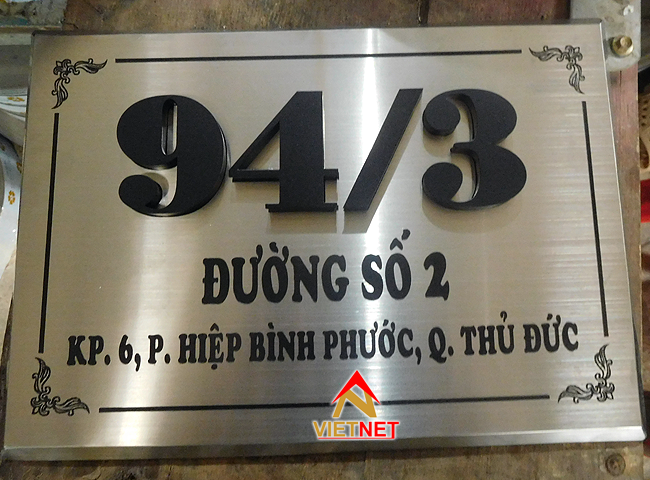 94/3
ĐƯỜNG SỐ 2
KP. 6, P. HIỆP BÌNH PHƯỚC, Q. THỦ ĐỨC
VIETNET